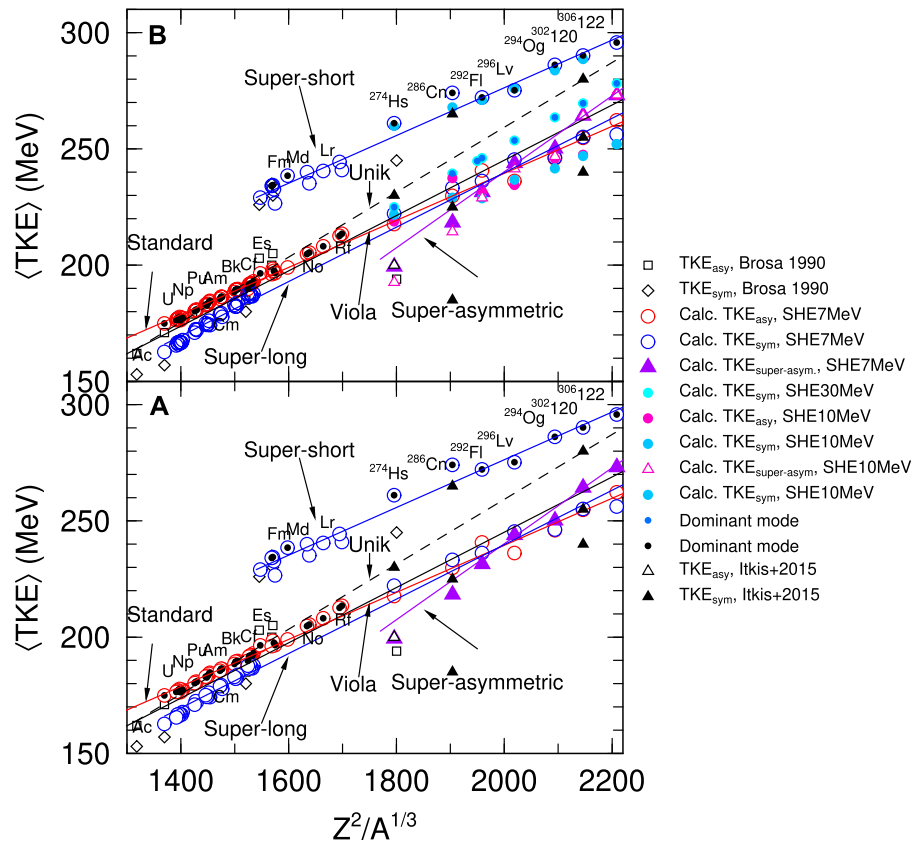 B
300
250
200
150
⟨TKE⟩ (MeV)
³⁰⁶122
³⁰²120
²⁹⁴Og
²⁹⁶Lv
²⁹²Fl
²⁸⁶Cn
²⁷⁴Hs
Super-short
Fm
Md
Lr
Unik
Standard
Es
Bk
Cf
Pu
Am
Np
U
No
Rf
Cm
Ac
Viola
Super-asymmetric
Super-long
A
300
250
200
150
⟨TKE⟩ (MeV)
³⁰⁶122
³⁰²120
²⁹⁴Og
²⁹⁶Lv
²⁹²Fl
²⁸⁶Cn
²⁷⁴Hs
Super-short
Fm
Md
Lr
Unik
Standard
Es
Bk
Cf
Pu
Am
Np
U
No
Rf
Cm
Ac
Viola
Super-asymmetric
Super-long
1400 1600 1800 2000 2200
Z²/A¹/³
TKEasy, Brosa 1990
TKEsym, Brosa 1990
Calc. TKEasy, SHE7MeV
Calc. TKEsym, SHE7MeV
Calc. TKEsuper-asym., SHE7MeV
Calc. TKEsym, SHE30MeV
Calc. TKEasy, SHE10MeV
Calc. TKEsym, SHE10MeV
Calc. TKEsuper-asym, SHE10MeV
Calc. TKEsym, SHE10MeV
Dominant mode
Dominant mode
TKEasy, Itkis+2015
TKEsym, Itkis+2015